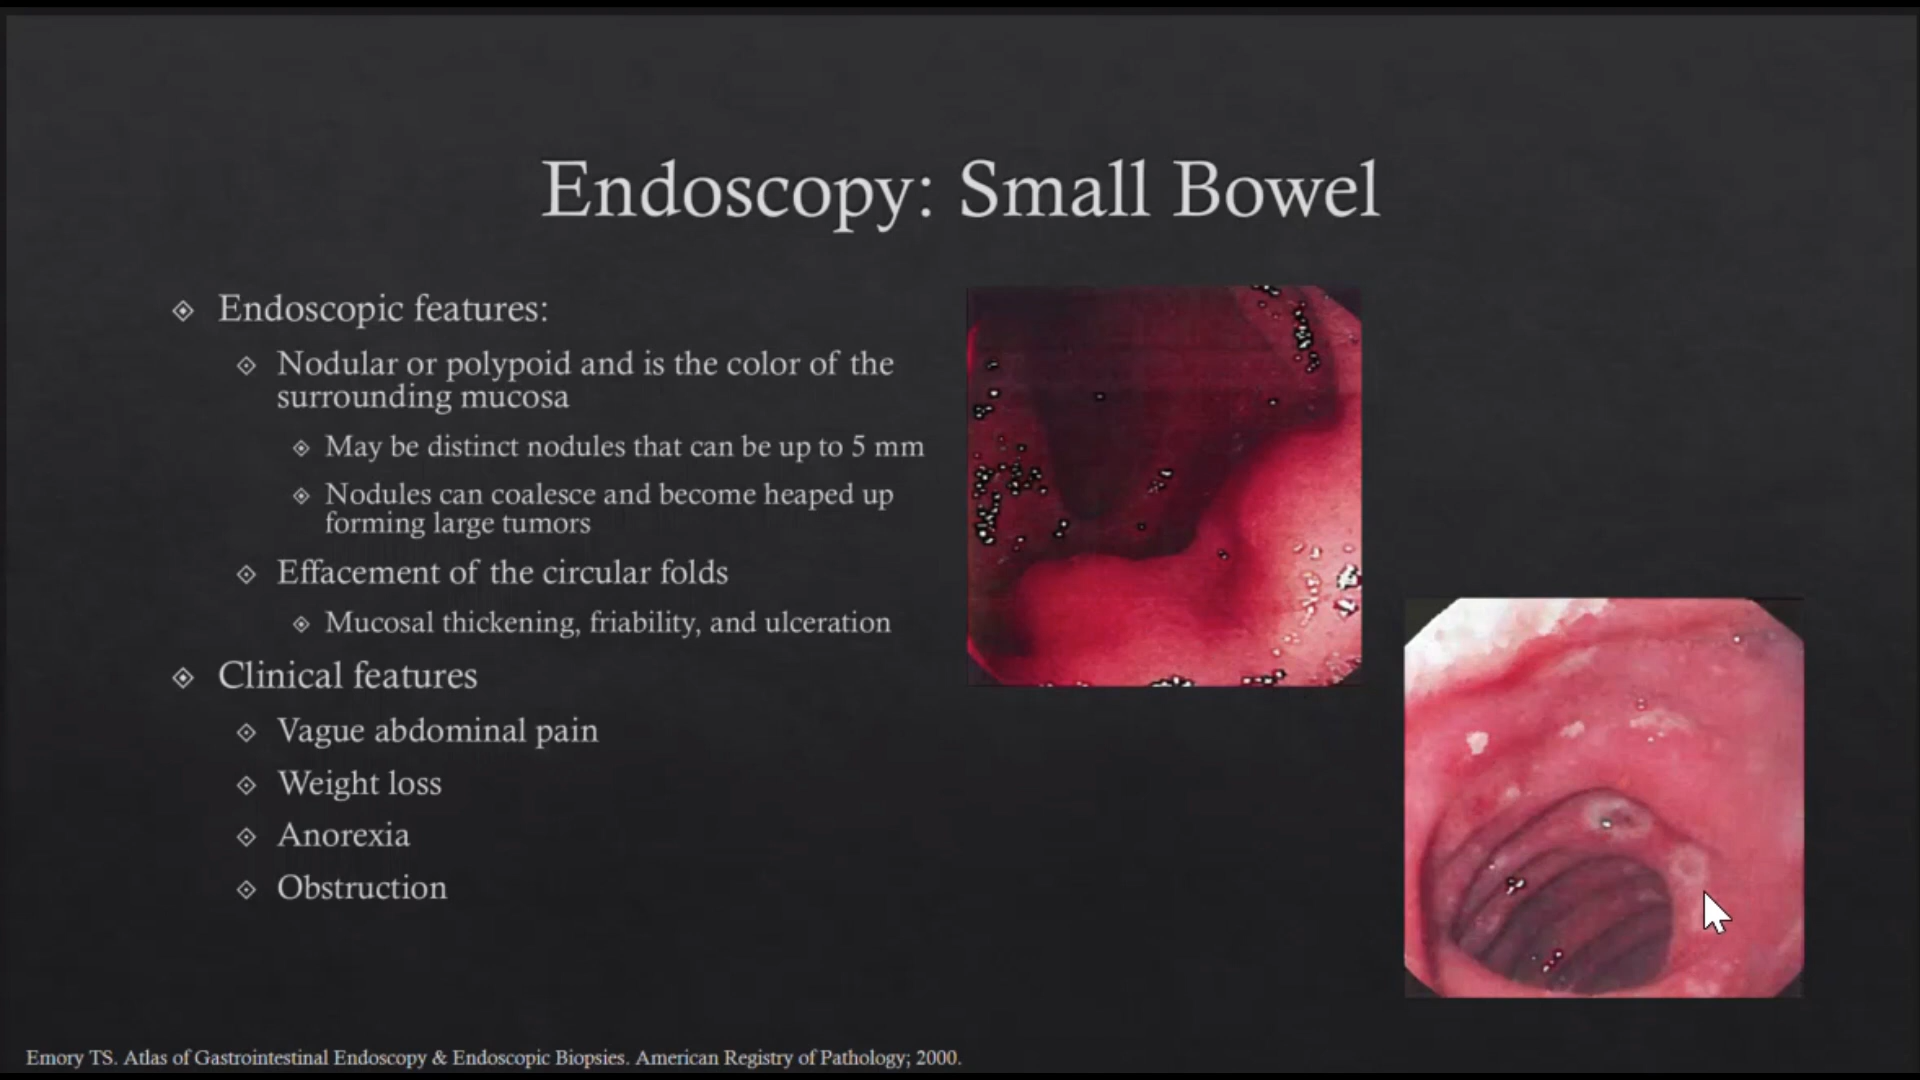 Endoscopy: Small Bowel
Endoscopic features:
Nodular or polypoid and is the color of the
surrounding mucosa
May be distinct nodules that can be up to 5 mm
Nodules can coalesce and become heaped up
forming large tumors
Effacement of the circular folds
Mucosal thickening, friability, and ulceration
Clinical features
Vague abdominal pain
Weight loss
Anorexia
Obstruction
Emory TS. Atlas of Gastrointestinal Endoscopy & Endoscopic Biopsies. American Registry of Pathology; 2000.